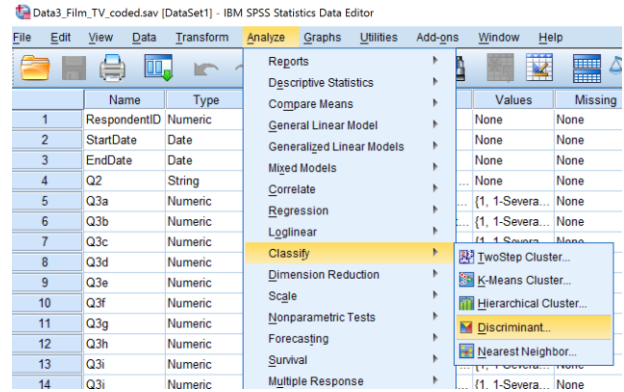 Data3_Film_TV_coded.sav [DataSet1] - IBM SPSS Statistics Data Editor
File Edit View Data Transform Analyze Graphs Utilities Add-ons Window Help
Name Type Values Missing
1 RespondentID Numeric None None
2 StartDate Date None None
3 EndDate Date None None
4 Q2 String ... None None
5 Q3a Numeric ... {1, 1-Severa... None
6 Q3b Numeric t... {1, 1-Severa... None
7 Q3c Numeric {1, 1-Severa... None
8 Q3d Numeric
9 Q3e Numeric
10 Q3f Numeric
11 Q3g Numeric
12 Q3h Numeric
13 Q3i Numeric
14 Q3j Numeric ... {1, 1-Severa... None
Reports
Descriptive Statistics
Compare Means
General Linear Model
Generalized Linear Models
Mixed Models
Correlate
Regression
Loglinear
Classify
Dimension Reduction
Scale
Nonparametric Tests
Forecasting
Survival
Multiple Response
TwoStep Cluster...
K-Means Cluster...
Hierarchical Cluster...
Discriminant...
Nearest Neighbor...